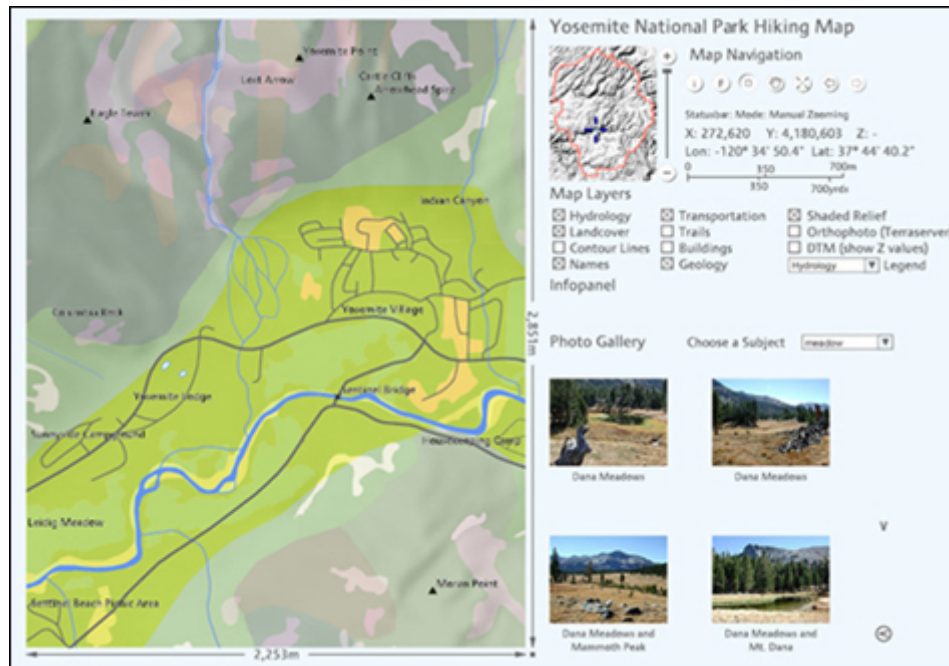 Yosemite National Park Hiking Map
Yosemite Point
Lost Arrow
Castle Cliffs
Arrowhead Spire
Eagle Tower
Indian Canyon
Columbia Rock
Yosemite Village
Yosemite Lodge
Sentinel Bridge
Sunnyside Campground
Housekeeping Camp
Leidig Meadow
Moran Point
Sentinel Beach Picnic Area
2,253m
2,851m
Map Navigation
Statusbar: Mode: Manual Zooming
X: 272,620 Y: 4,180,603 Z: -
Lon: -120° 34' 50.4" Lat: 37° 44' 40.2"
0 350 700m
350 700yrds
Map Layers
Hydrology Transportation Shaded Relief
Landcover Trails Orthophoto (Terraserver)
Contour Lines Buildings DTM (show Z values)
Names Geology Hydrology Legend
Infopanel
Photo Gallery Choose a Subject meadow
Dana Meadows
Dana Meadows
Dana Meadows and
Mammoth Peak
Dana Meadows and
Mt. Dana